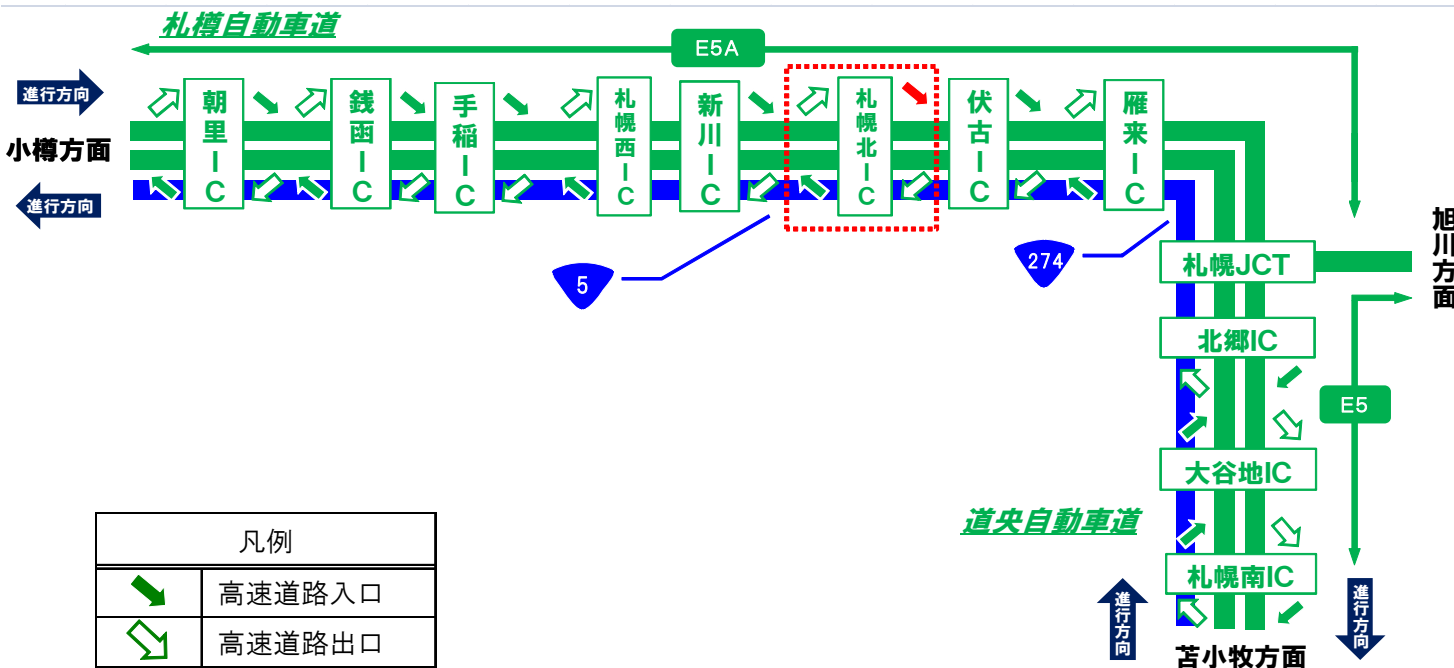 札樽自動車道
E5A
進行方向
小樽方面
進行方向
朝里IC
銭函IC
手稲IC
札幌西IC
新川IC
札幌北IC
伏古IC
雁来IC
5
274
札幌JCT
旭川方面
北郷IC
E5
大谷地IC
道央自動車道
札幌南IC
進行方向
進行方向
苫小牧方面
凡例
高速道路入口
高速道路出口